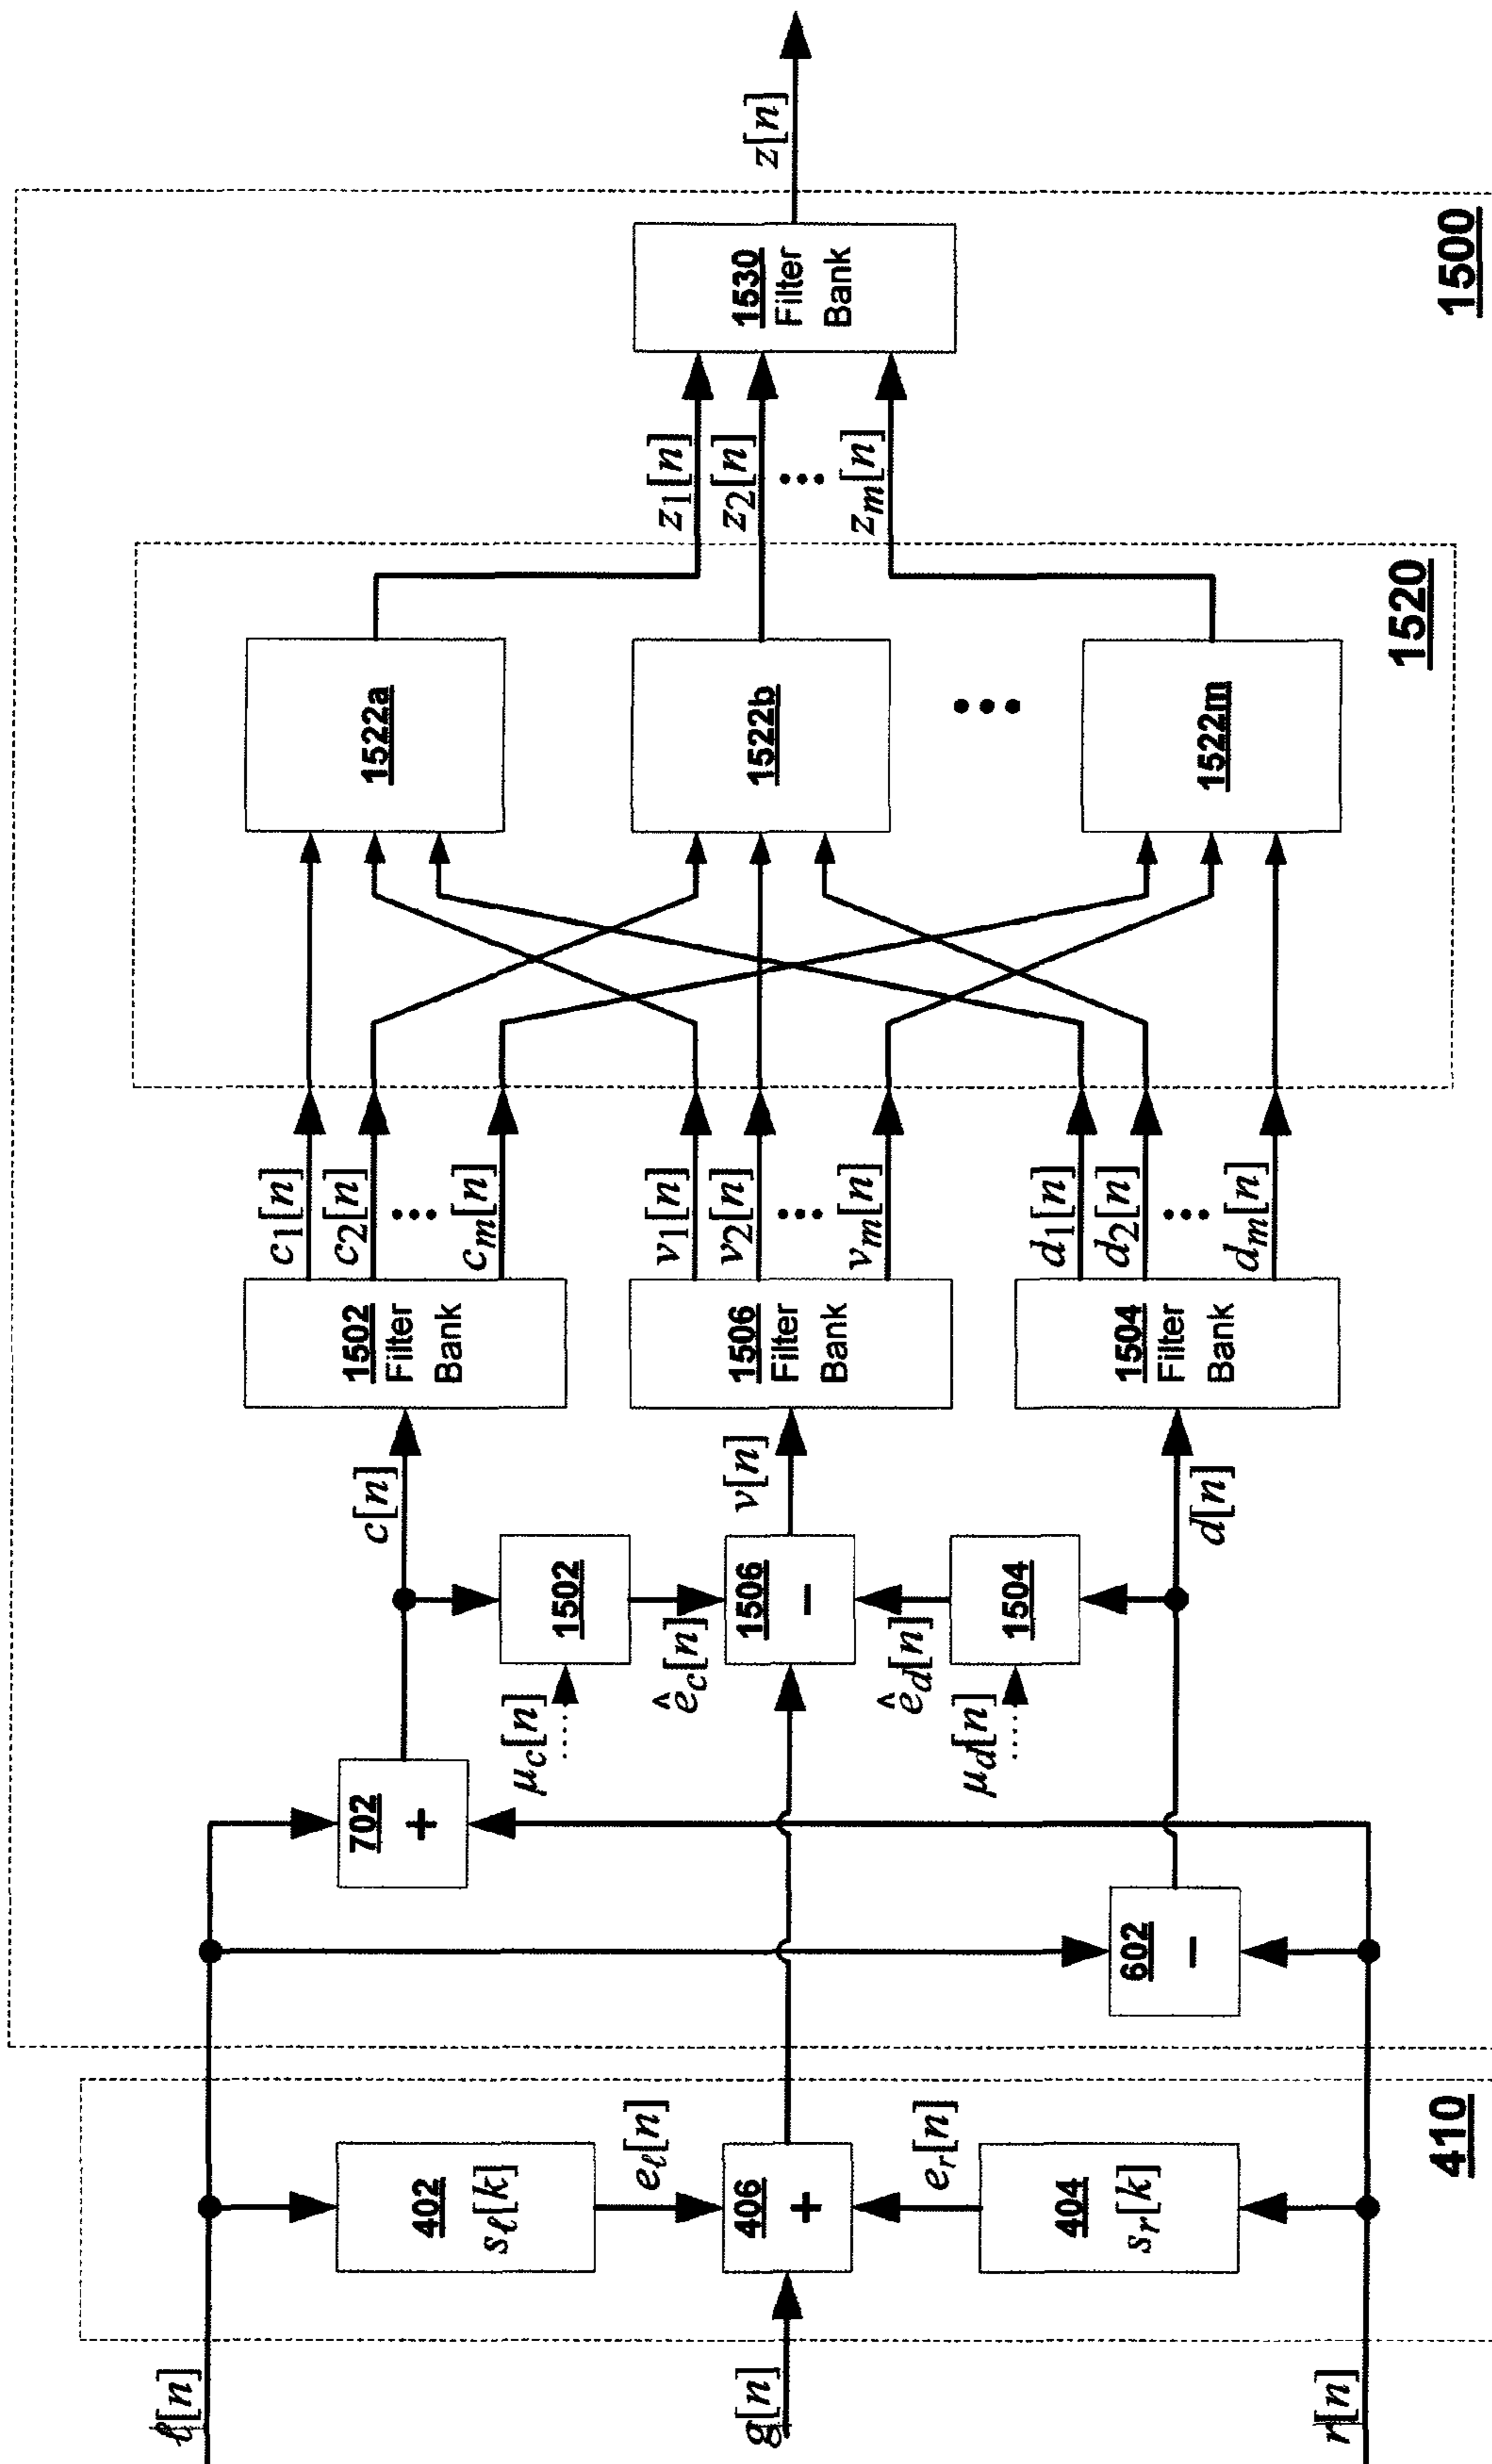 ℓ[n]
g[n]
r[n]
402
sℓ[k]
eℓ[n]
406
+
er[n]
404
sr[k]
410
702
+
602
−
c[n]
μc[n]
1502
êc[n]
1506
−
v[n]
êd[n]
μd[n]
1504
d[n]
1502
Filter
Bank
1506
Filter
Bank
1504
Filter
Bank
c1[n]
c2[n]
⋮
cm[n]
v1[n]
v2[n]
⋮
vm[n]
d1[n]
d2[n]
⋮
dm[n]
1522a
1522b
⋮
1522m
1520
z1[n]
z2[n]
⋮
zm[n]
1530
Filter
Bank
z[n]
1500